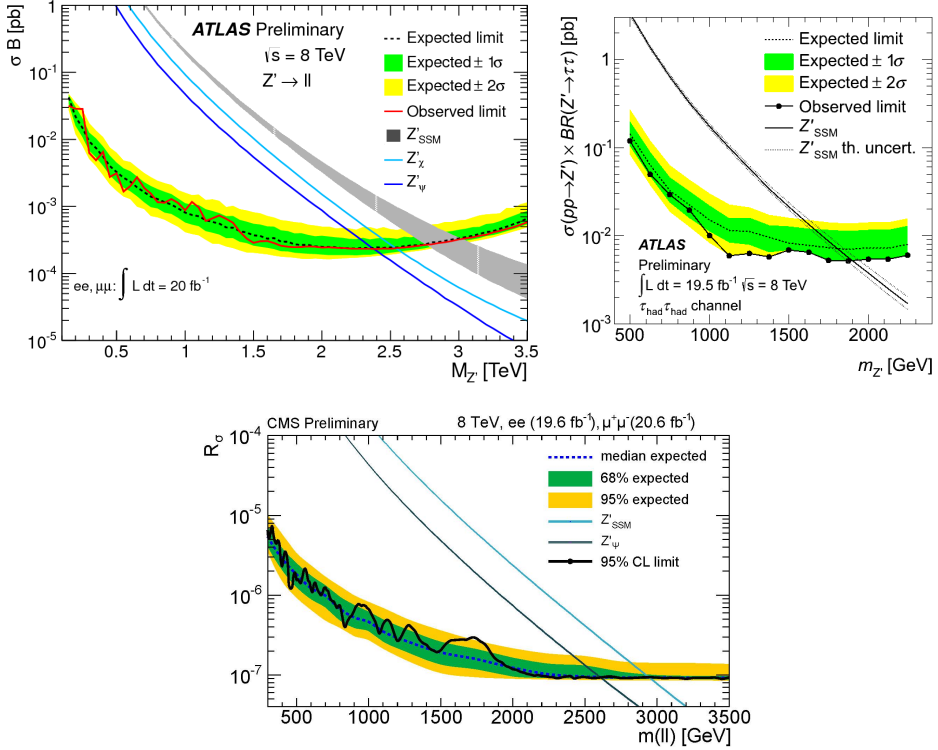 ATLAS Preliminary
√s = 8 TeV
Z' → ll
Expected limit
Expected ± 1σ
Expected ± 2σ
Observed limit
Z'SSM
Z'χ
Z'ψ
ee, μμ: ∫ L dt = 20 fb⁻¹
σ B [pb]
1
10⁻¹
10⁻²
10⁻³
10⁻⁴
10⁻⁵
0.5 1 1.5 2 2.5 3 3.5
M_Z' [TeV]
σ(pp→Z') × BR(Z'→ττ) [pb]
1
10⁻¹
10⁻²
10⁻³
Expected limit
Expected ± 1σ
Expected ± 2σ
Observed limit
Z'SSM
Z'SSM th. uncert.
ATLAS
Preliminary
∫L dt = 19.5 fb⁻¹ √s = 8 TeV
τhad τhad channel
500 1000 1500 2000
m_Z' [GeV]
CMS Preliminary 8 TeV, ee (19.6 fb⁻¹), μ⁺μ⁻(20.6 fb⁻¹)
R_σ
10⁻⁴
10⁻⁵
10⁻⁶
10⁻⁷
median expected
68% expected
95% expected
Z'SSM
Z'Ψ
95% CL limit
500 1000 1500 2000 2500 3000 3500
m(ll) [GeV]